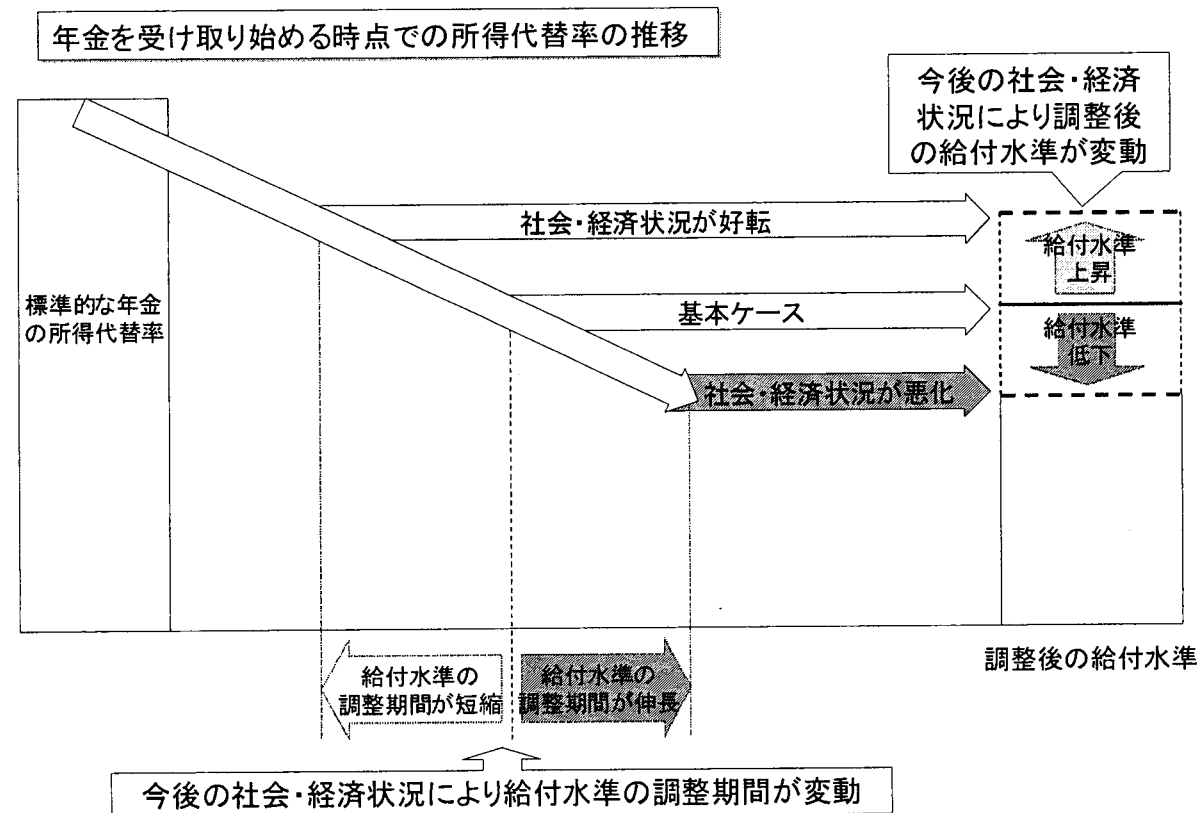 年金を受け取り始める時点での所得代替率の推移
今後の社会・経済
状況により調整後
の給付水準が変動
社会・経済状況が好転
給付水準
上昇
標準的な年金
の所得代替率
基本ケース
給付水準
低下
社会・経済状況が悪化
調整後の給付水準
給付水準の
調整期間が短縮
給付水準の
調整期間が伸長
今後の社会・経済状況により給付水準の調整期間が変動